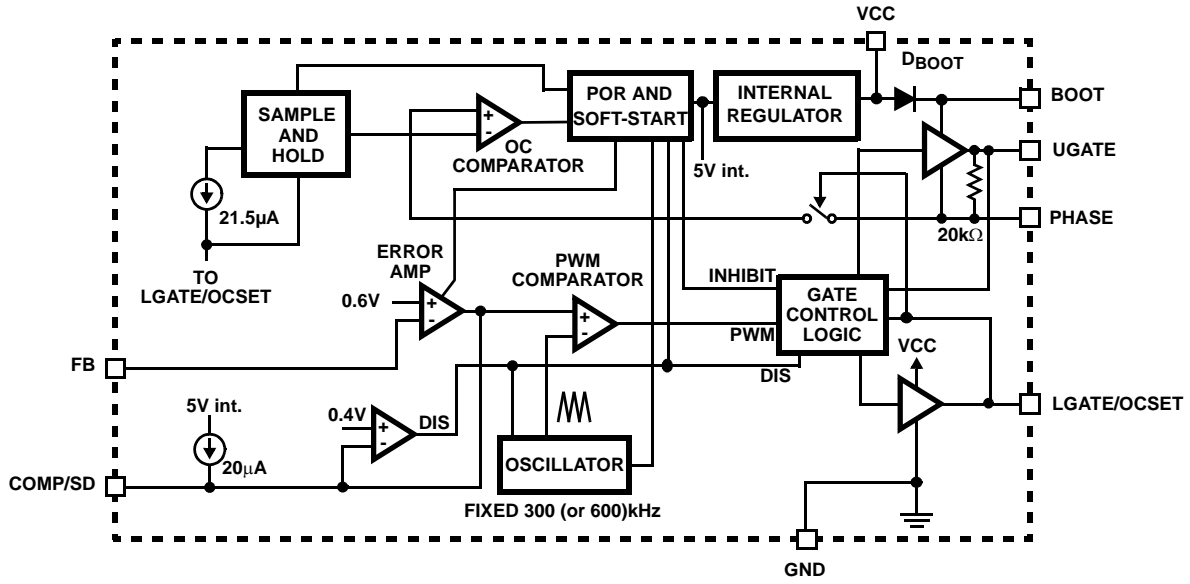 VCC
DBOOT
BOOT
SAMPLE
AND
HOLD
+
-
OC
COMPARATOR
POR AND
SOFT-START
INTERNAL
REGULATOR
5V int.
UGATE
21.5µA
TO
LGATE/OCSET
PHASE
20kΩ
ERROR
AMP
0.6V
+
-
PWM
COMPARATOR
+
-
INHIBIT
PWM
DIS
GATE
CONTROL
LOGIC
FB
VCC
5V int.
20µA
0.4V
+
-
DIS
LGATE/OCSET
OSCILLATOR
COMP/SD
FIXED 300 (or 600)kHz
GND